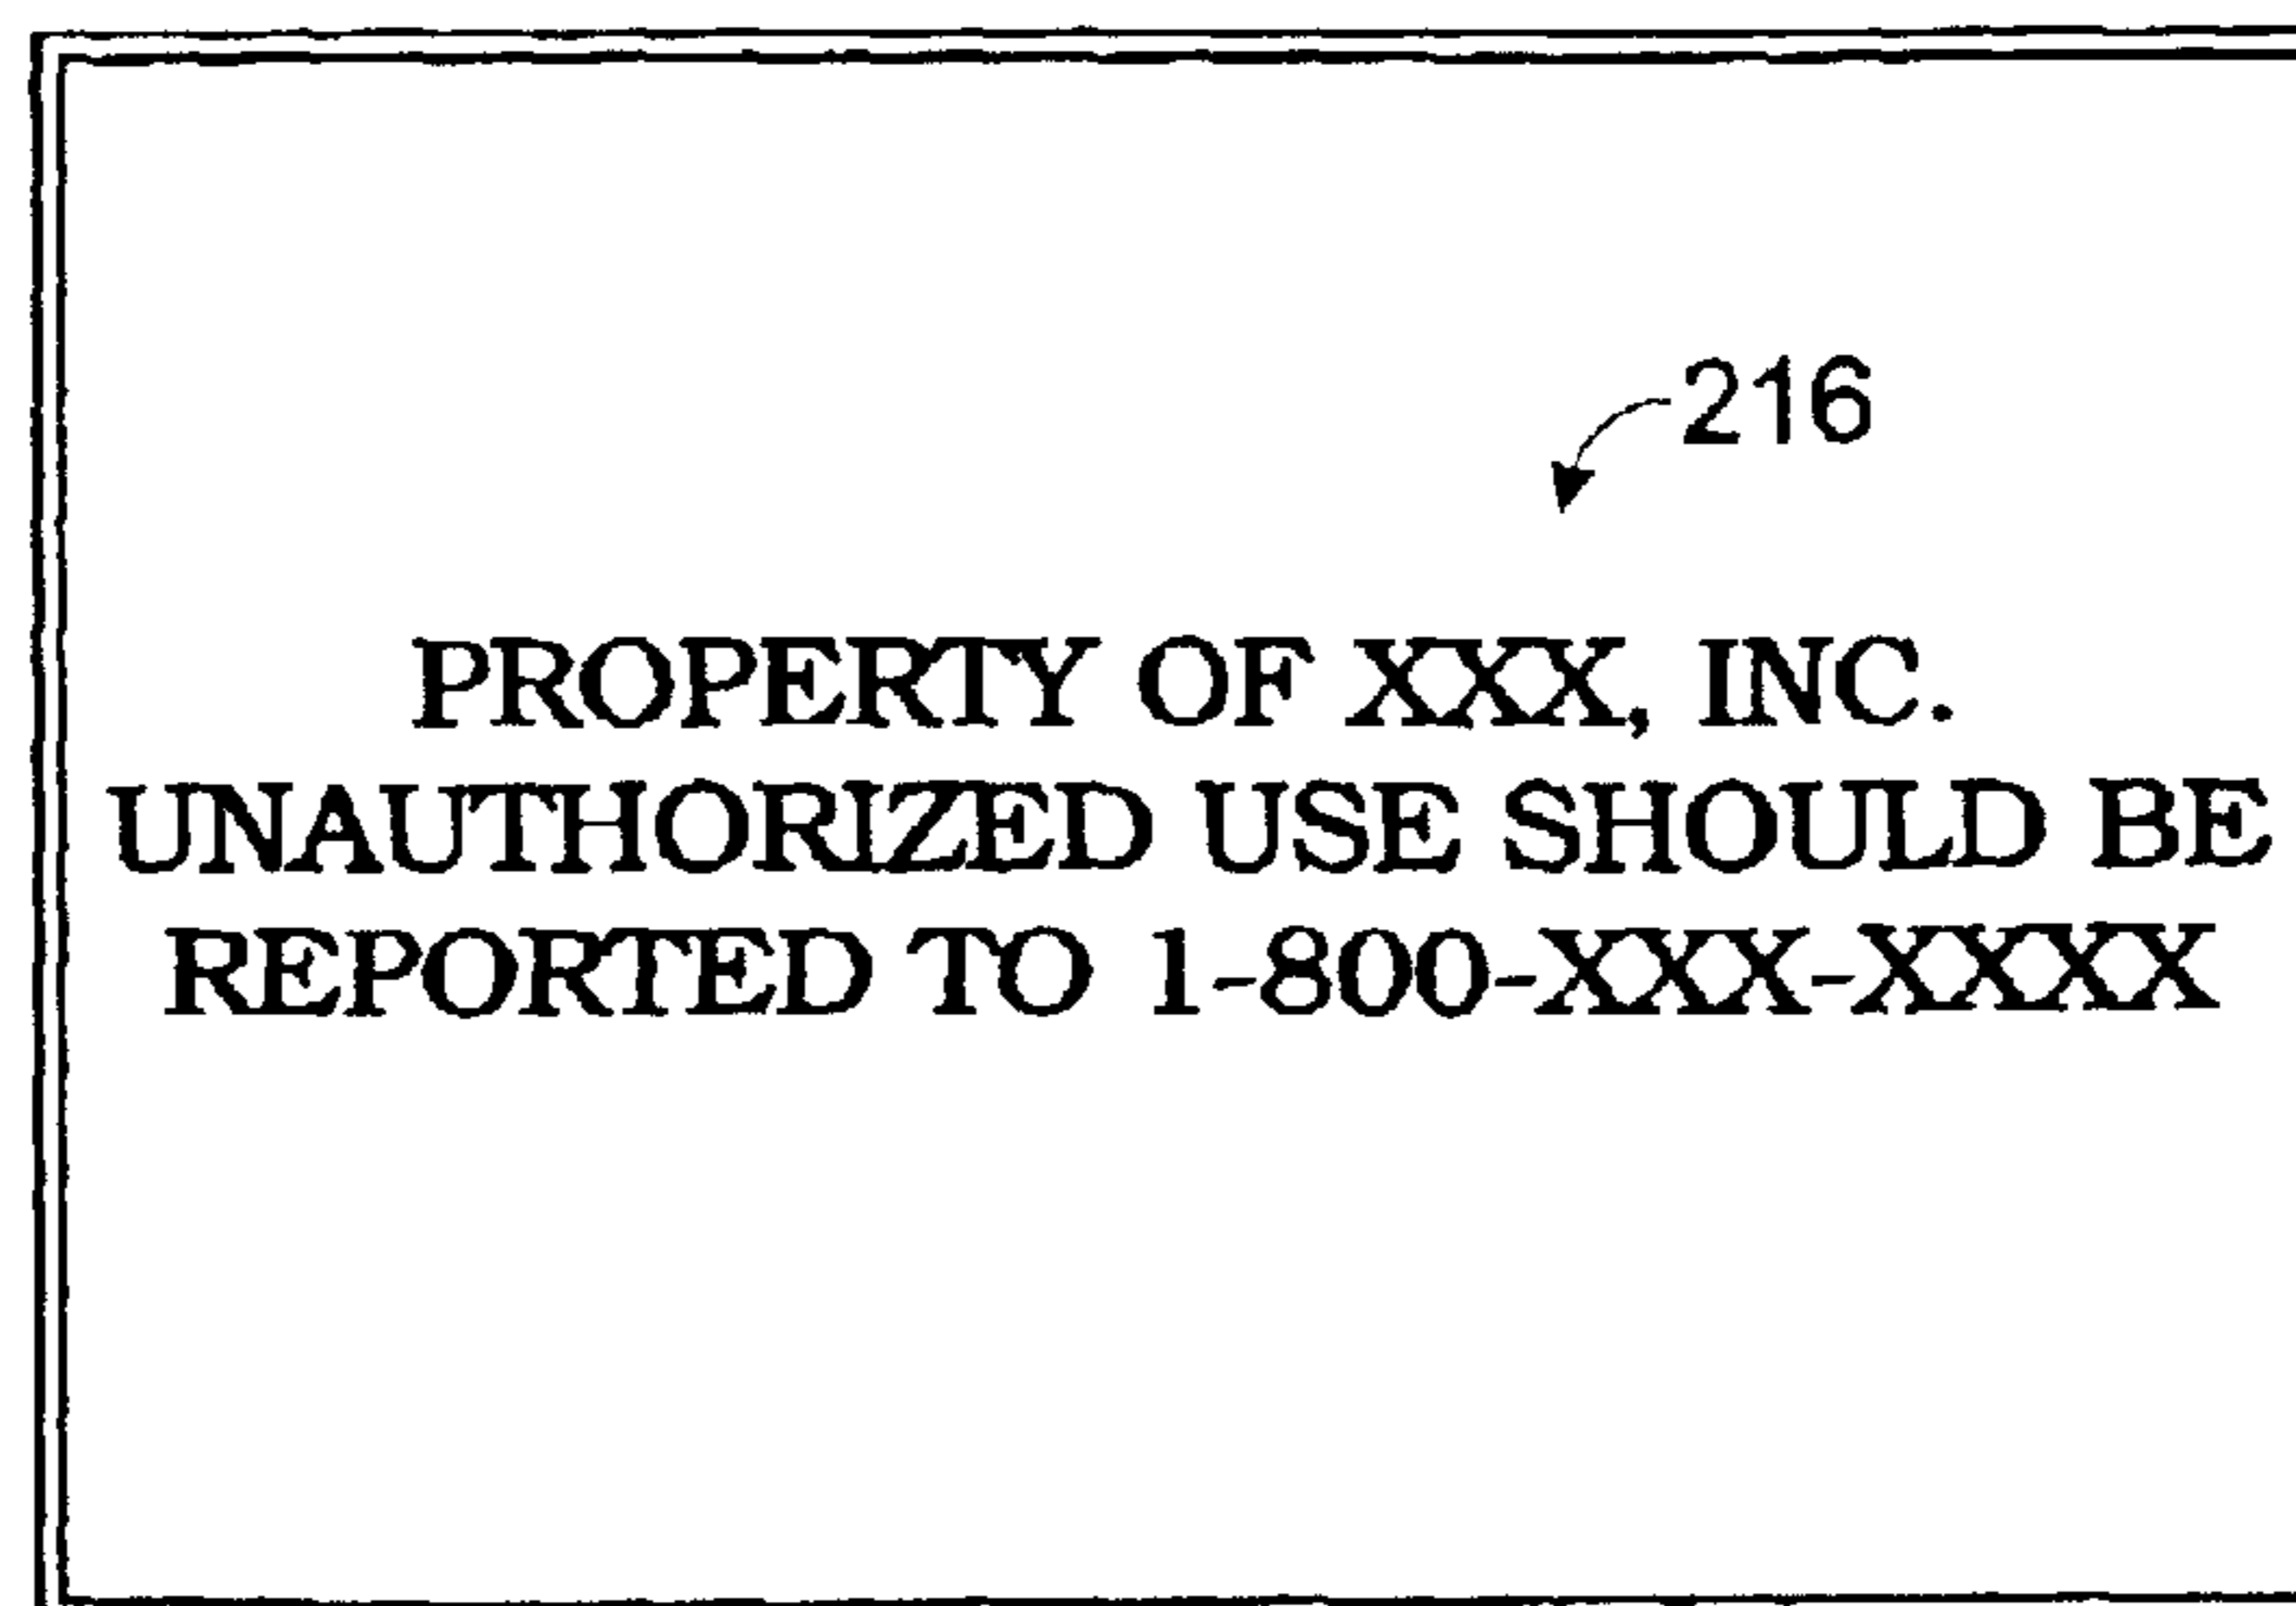 216
PROPERTY OF XXX, INC.
UNAUTHORIZED USE SHOULD BE
REPORTED TO 1-800-XXX-XXXX